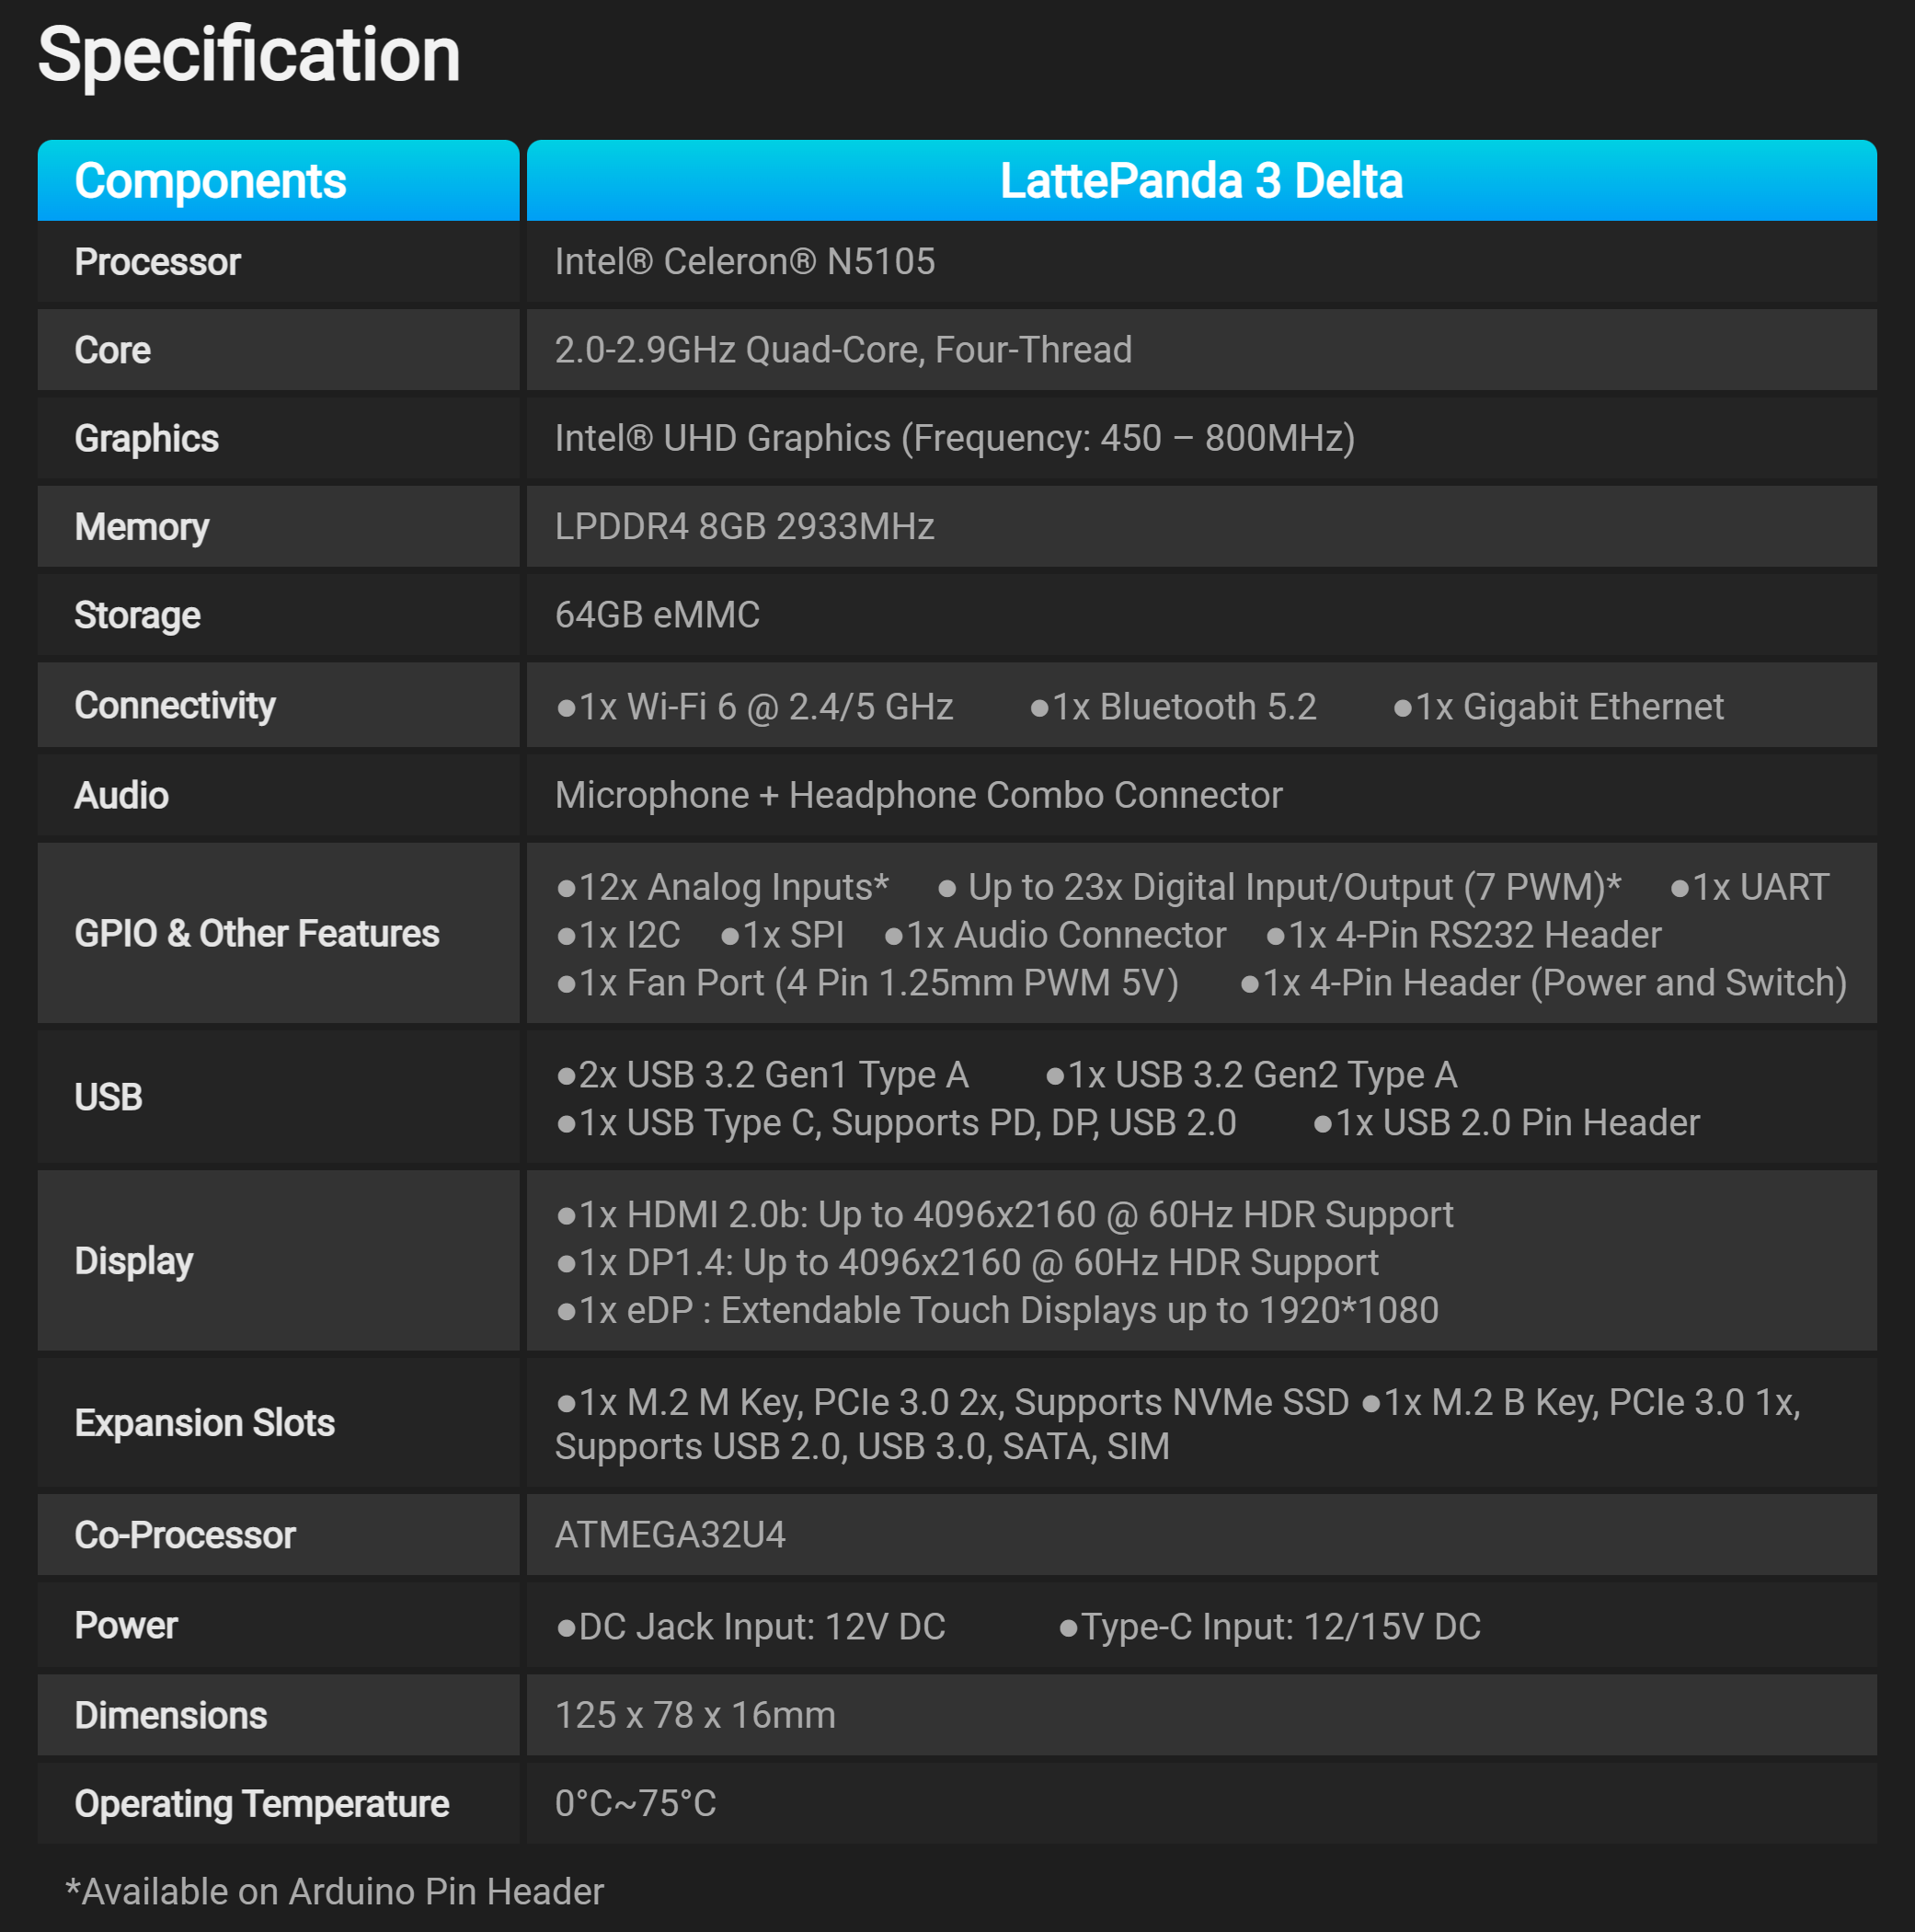 Specification
Components LattePanda 3 Delta
Processor Intel® Celeron® N5105
Core 2.0-2.9GHz Quad-Core, Four-Thread
Graphics Intel® UHD Graphics (Frequency: 450 – 800MHz)
Memory LPDDR4 8GB 2933MHz
Storage 64GB eMMC
Connectivity ●1x Wi-Fi 6 @ 2.4/5 GHz ●1x Bluetooth 5.2 ●1x Gigabit Ethernet
Audio Microphone + Headphone Combo Connector
GPIO & Other Features
●12x Analog Inputs* ● Up to 23x Digital Input/Output (7 PWM)* ●1x UART
●1x I2C ●1x SPI ●1x Audio Connector ●1x 4-Pin RS232 Header
●1x Fan Port (4 Pin 1.25mm PWM 5V) ●1x 4-Pin Header (Power and Switch)
USB
●2x USB 3.2 Gen1 Type A ●1x USB 3.2 Gen2 Type A
●1x USB Type C, Supports PD, DP, USB 2.0 ●1x USB 2.0 Pin Header
Display
●1x HDMI 2.0b: Up to 4096x2160 @ 60Hz HDR Support
●1x DP1.4: Up to 4096x2160 @ 60Hz HDR Support
●1x eDP : Extendable Touch Displays up to 1920*1080
Expansion Slots
●1x M.2 M Key, PCIe 3.0 2x, Supports NVMe SSD ●1x M.2 B Key, PCIe 3.0 1x,
Supports USB 2.0, USB 3.0, SATA, SIM
Co-Processor ATMEGA32U4
Power ●DC Jack Input: 12V DC ●Type-C Input: 12/15V DC
Dimensions 125 x 78 x 16mm
Operating Temperature 0°C~75°C
*Available on Arduino Pin Header